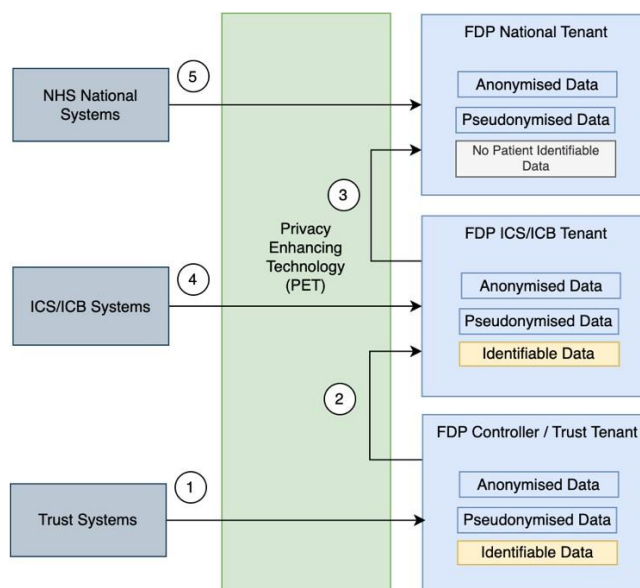 FDP National Tenant
5
NHS National
Systems
Anonymised Data
Pseudonymised Data
No Patient Identifiable
Data
3
Privacy
Enhancing
Technology
(PET)
FDP ICS/ICB Tenant
4
ICS/ICB Systems
Anonymised Data
Pseudonymised Data
Identifiable Data
2
FDP Controller / Trust Tenant
1
Trust Systems
Anonymised Data
Pseudonymised Data
Identifiable Data